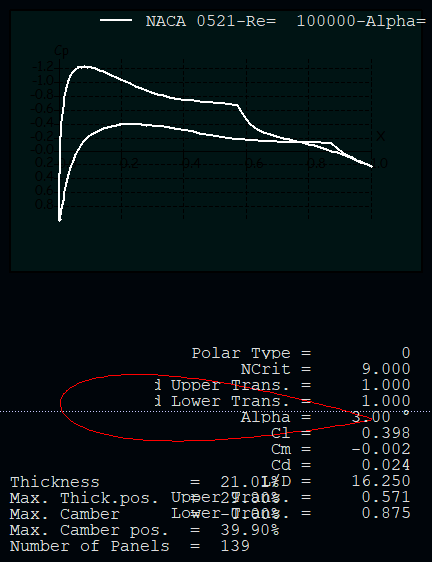 NACA 0521-Re=  100000-Alpha=
Cp
-1.2
-1.0
-0.8
-0.6
-0.4
-0.2
0.2
0.4
0.6
0.8
0.2
0.4
0.6
0.8
X
Polar Type = 0
NCrit = 9.000
i Upper Trans. = 1.000
i Lower Trans. = 1.000
Alpha = 3.00 °
Cl = 0.398
Cm = -0.002
Cd = 0.024
L/D = 16.250
Upper Trans. = 0.571
Lower Trans. = 0.875
Thickness = 21.01%
Max. Thick.pos. = 29.00%
Max. Camber = -0.00%
Max. Camber pos. = 39.90%
Number of Panels = 139